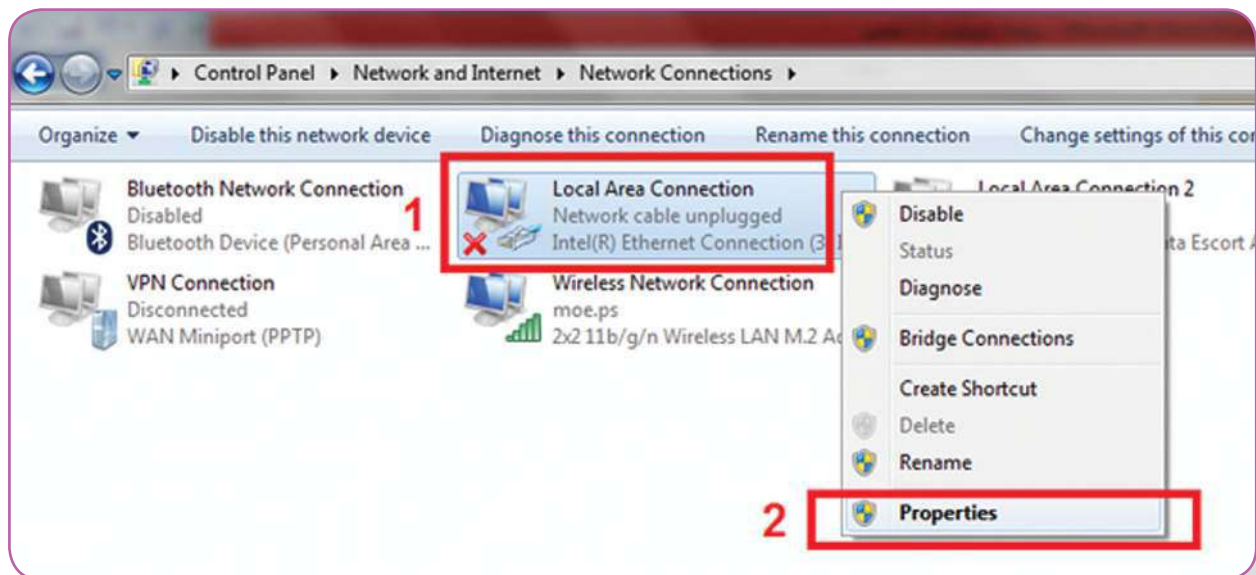 Control Panel ▸ Network and Internet ▸ Network Connections ▸
Organize ▾ Disable this network device Diagnose this connection Rename this connection Change settings of this
Bluetooth Network Connection
Disabled
Bluetooth Device (Personal Area ...
1
Local Area Connection
Network cable unplugged
Intel(R) Ethernet Connection (3)
Local Area Connection 2
Escort
VPN Connection
Disconnected
WAN Miniport (PPTP)
Wireless Network Connection
moe.ps
2x2 11b/g/n Wireless LAN M.2
Disable
Status
Diagnose
Bridge Connections
Create Shortcut
Delete
Rename
2
Properties